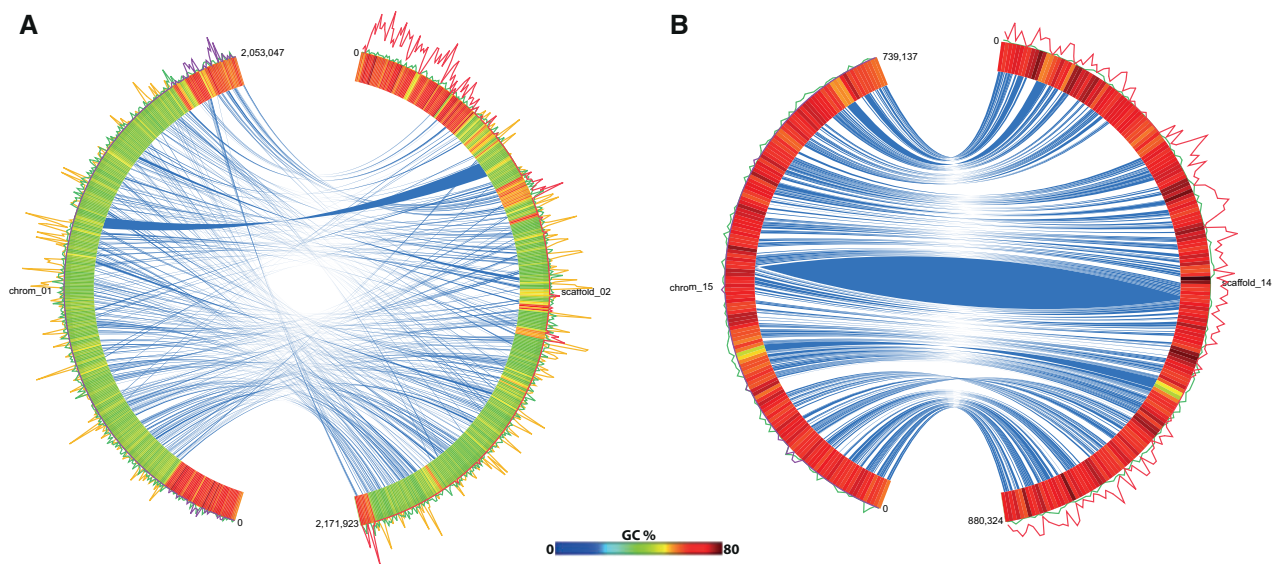 A
B
2,053,047
0
739,137
0
chrom_01
scaffold_02
chrom_15
scaffold_14
0
2,171,923
0
880,324
GC %
0
80